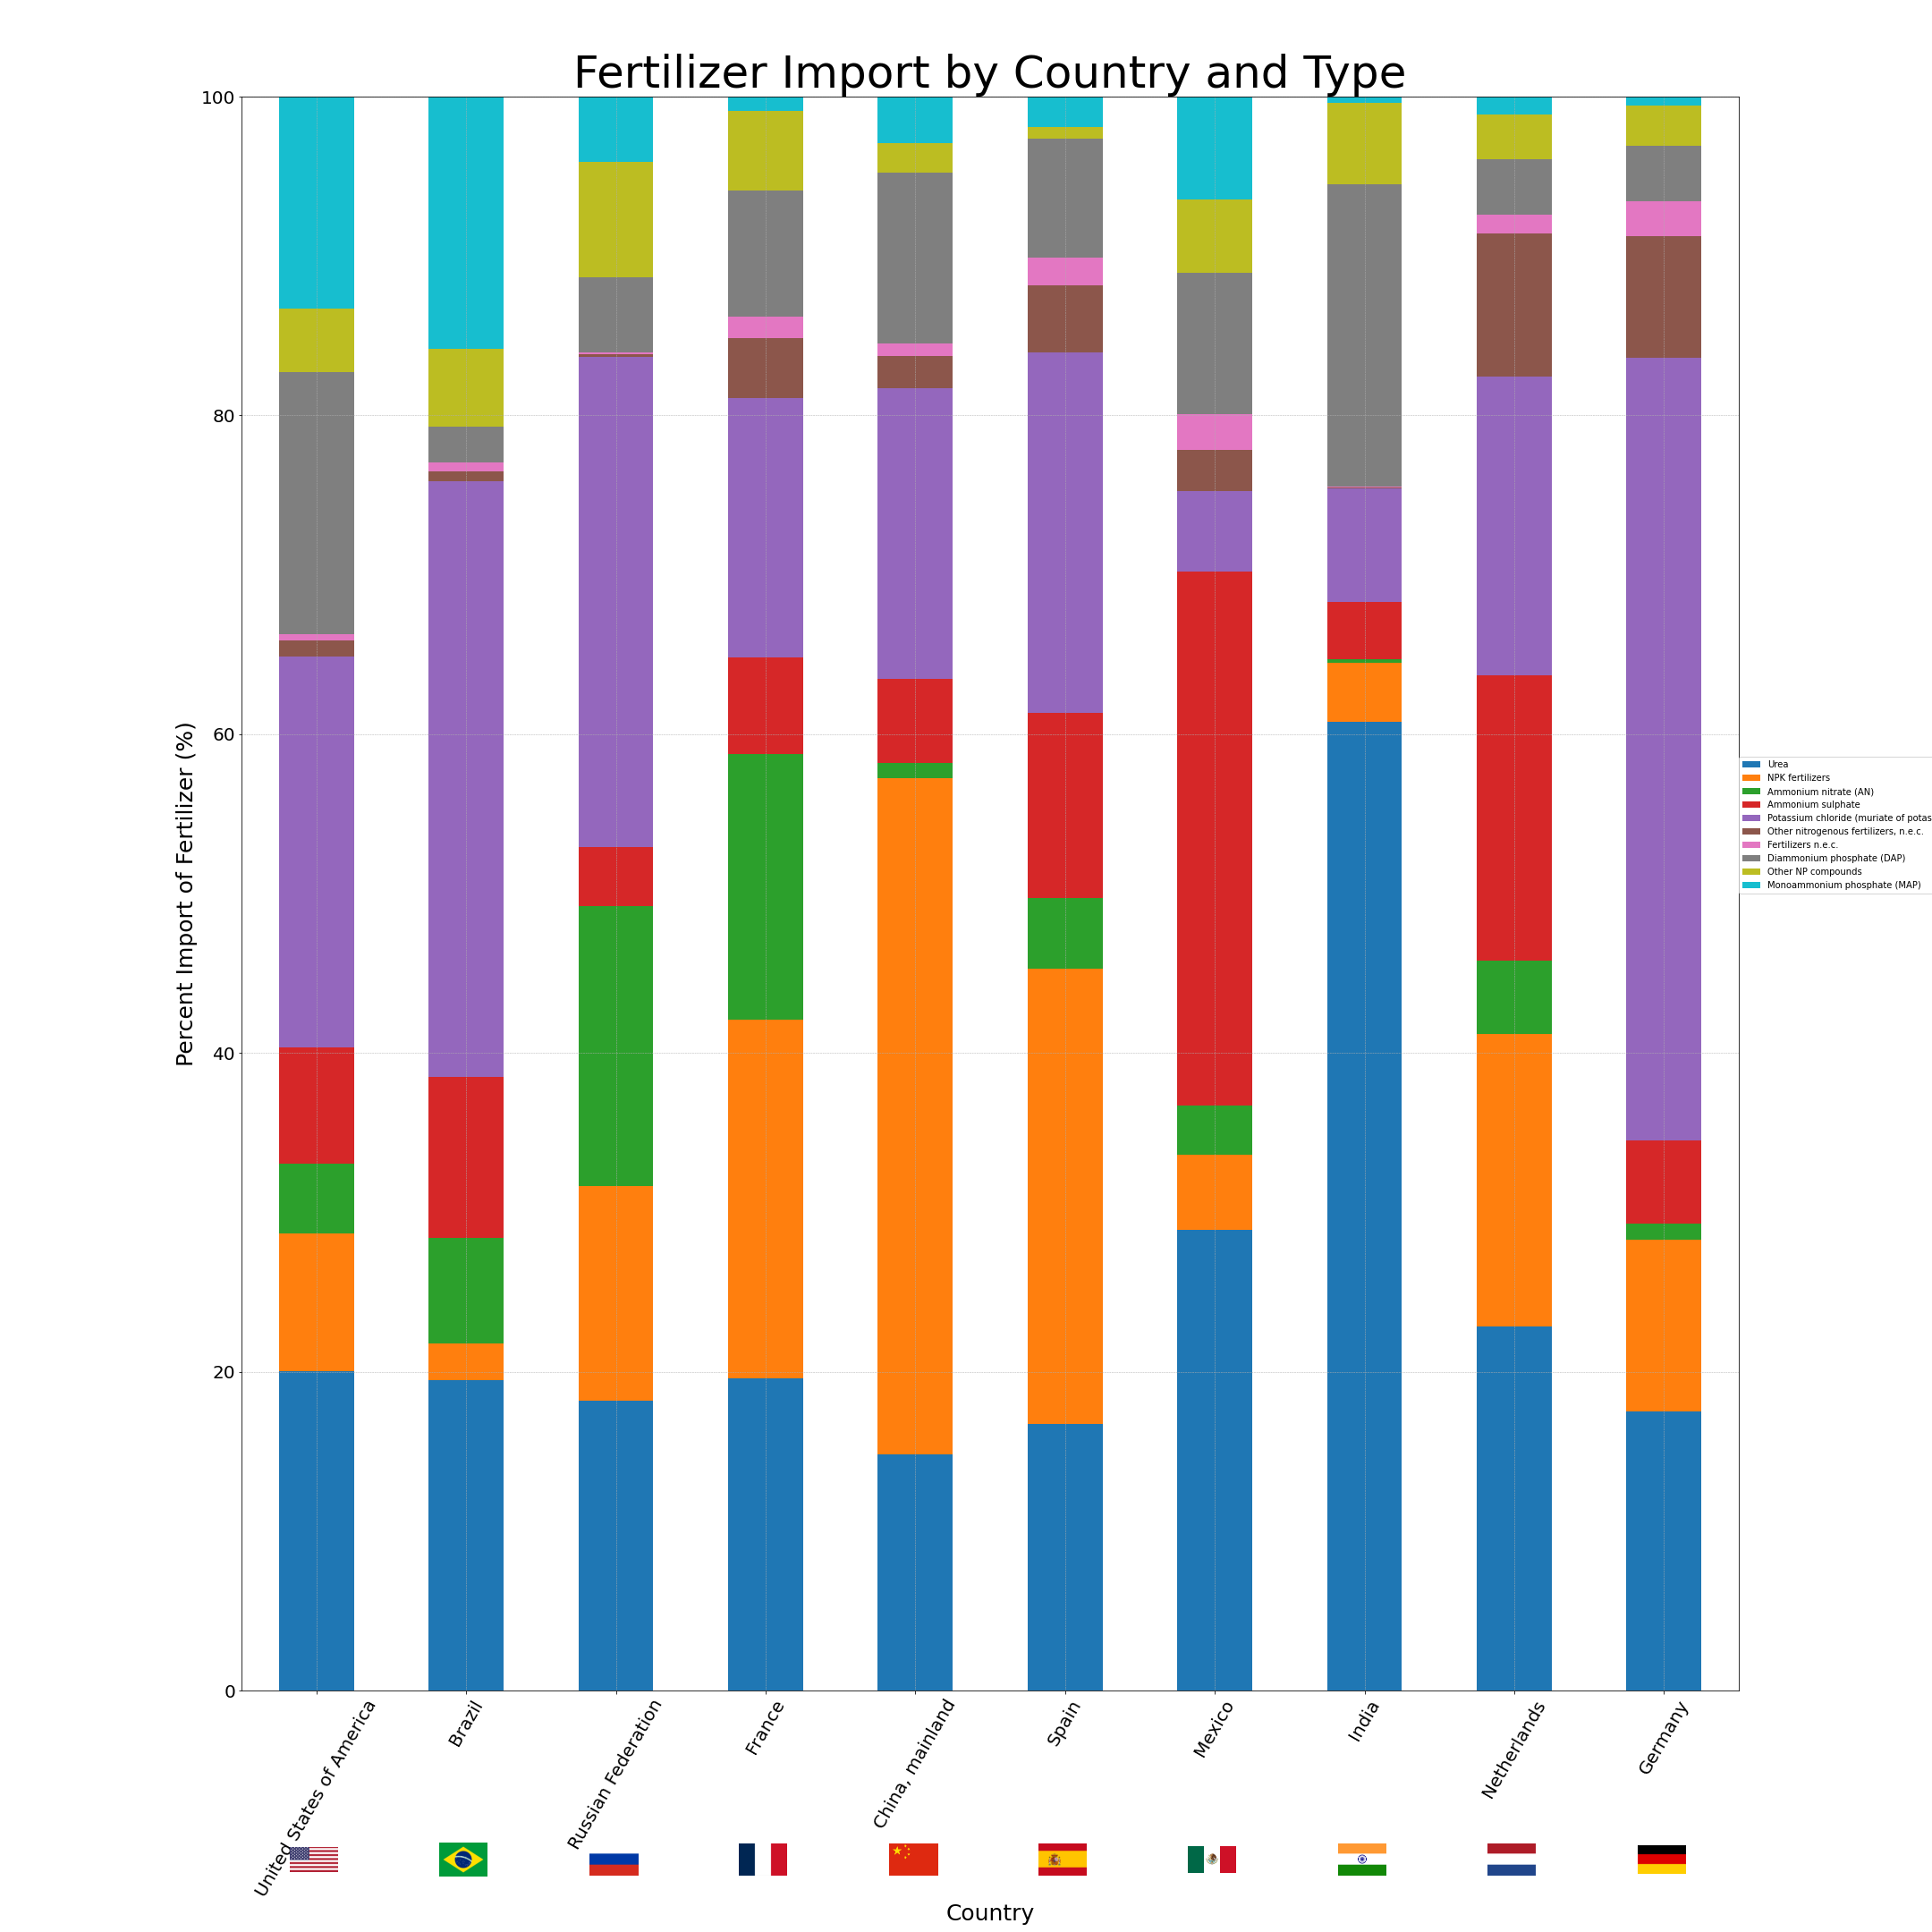 Fertilizer Import by Country and Type
Percent Import of Fertilizer (%)
100
80
60
40
20
0
Urea
NPK fertilizers
Ammonium nitrate (AN)
Ammonium sulphate
Potassium chloride (muriate of potas
Other nitrogenous fertilizers, n.e.c.
Fertilizers n.e.c.
Diammonium phosphate (DAP)
Other NP compounds
Monoammonium phosphate (MAP)
United States of America
Brazil
Russian Federation
France
China, mainland
Spain
Mexico
India
Netherlands
Germany
Country